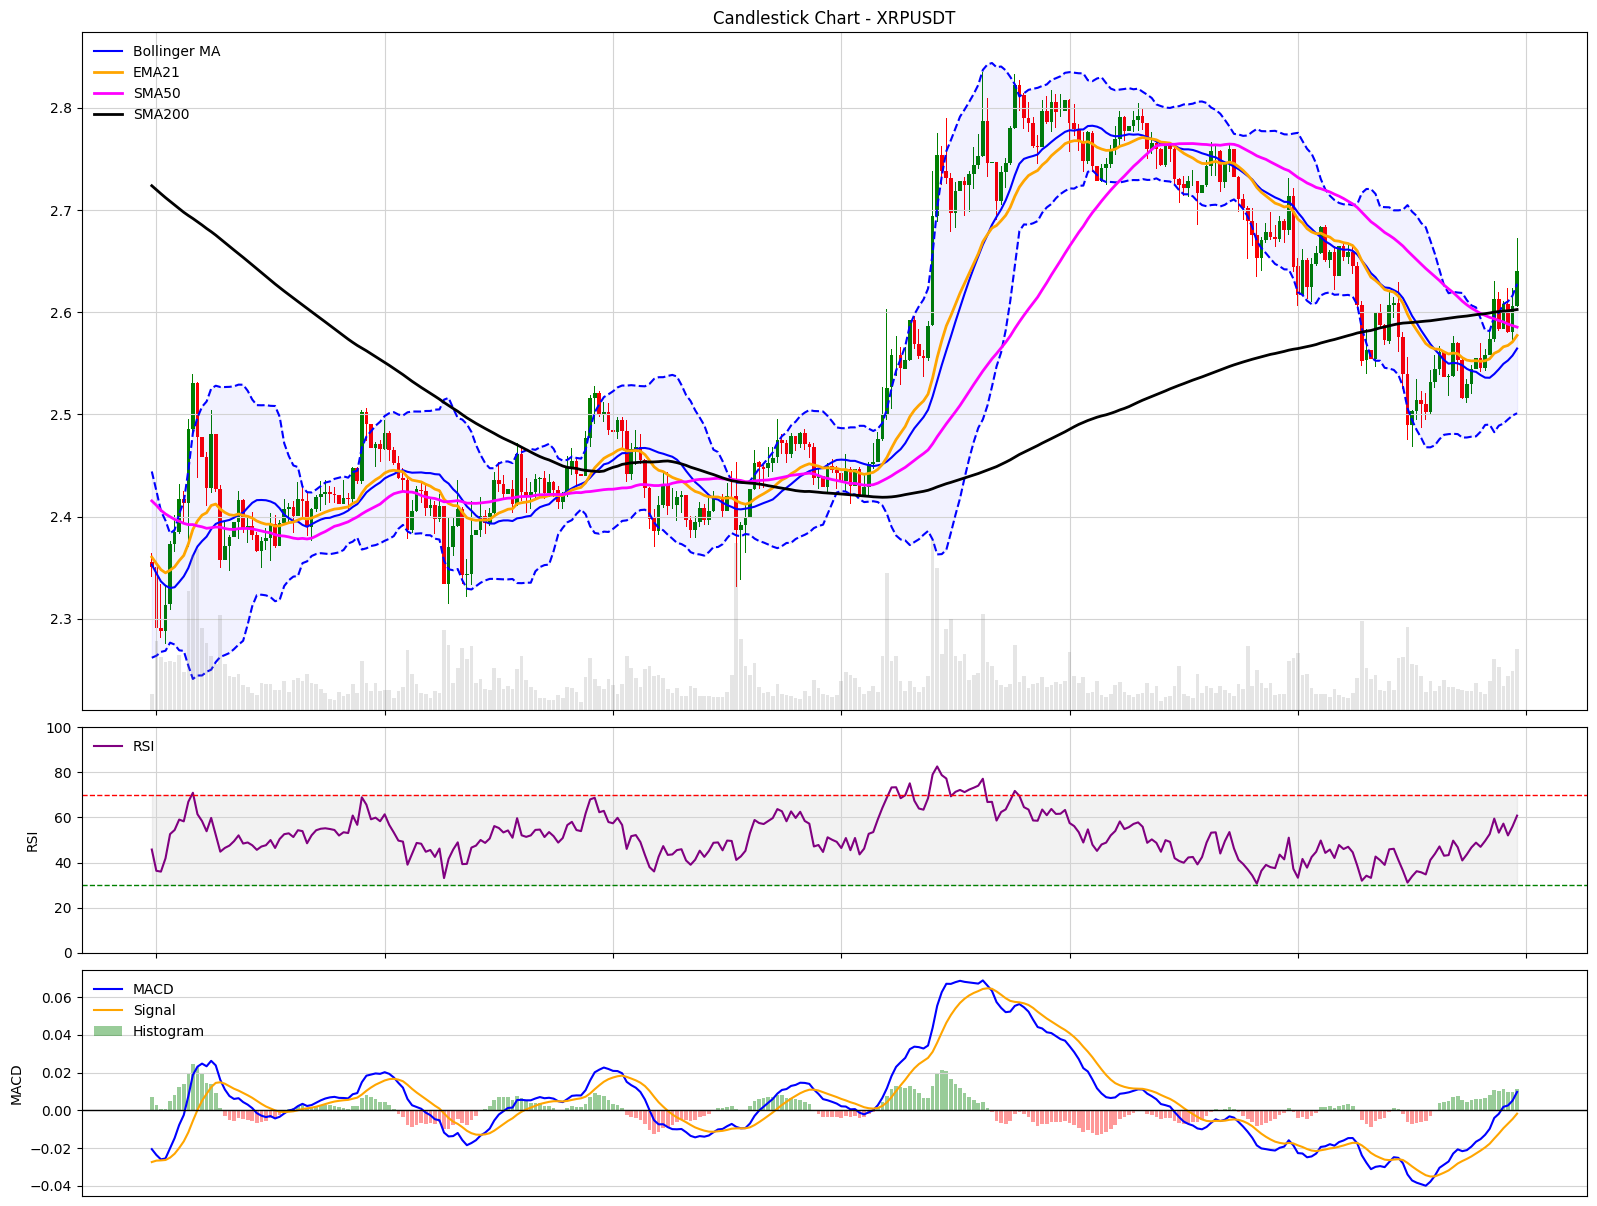 Candlestick Chart - XRPUSDT
Bollinger MA
EMA21
SMA50
SMA200
2.8
2.7
2.6
2.5
2.4
2.3
RSI
100
80
60
40
20
0
RSI
MACD
Signal
Histogram
0.06
0.04
0.02
0.00
−0.02
−0.04
MACD